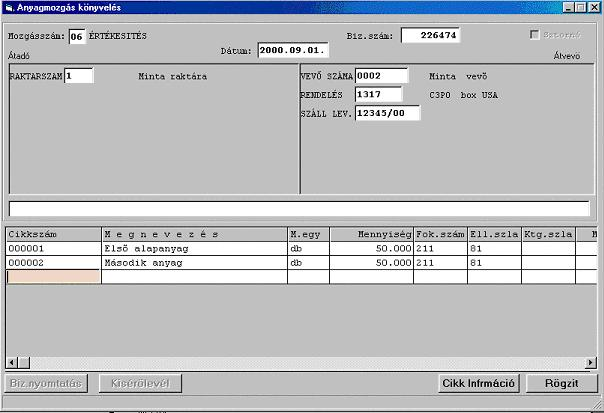 Anyagmozgás könyvelés
Mozgásszám: 06 ÉRTÉKESITÉS Biz.szám: 226474 Sztornó
Dátum: 2000.09.01.
Átadó Átvevő
RAKTARSZAM 1 Minta raktára VEVŐ SZÁMA 0002 Minta vevő
RENDELÉS 1317 C3PO box USA
SZÁLL LEV. 12345/00
Cikkszám M e g n e v e z é s M.egy Mennyiség Fok.szám Ell.szla Ktg.szla M
000001 Első alapanyag db 50.000 211 81
000002 Második anyag db 50.000 211 81
Biz.nyomtatás Kisérőlevél Cikk Infrmáció Rögzit